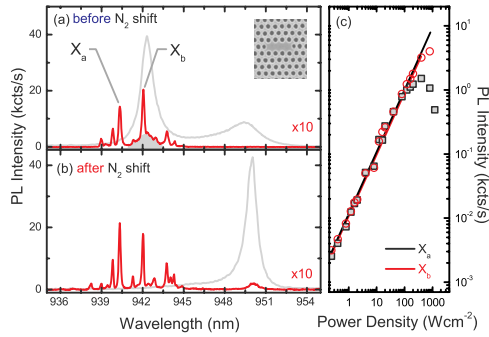 (a) before N2 shift
Xa
Xb
x10
40
20
0
(b) after N2 shift
x10
40
20
0
PL Intensity (kcts/s)
936 939 942 945 948 951 954
Wavelength (nm)
(c)
10^1
10^0
10^-1
10^-2
10^-3
PL Intensity (kcts/s)
Xa
Xb
1 10 100 1000
Power Density (Wcm-2)